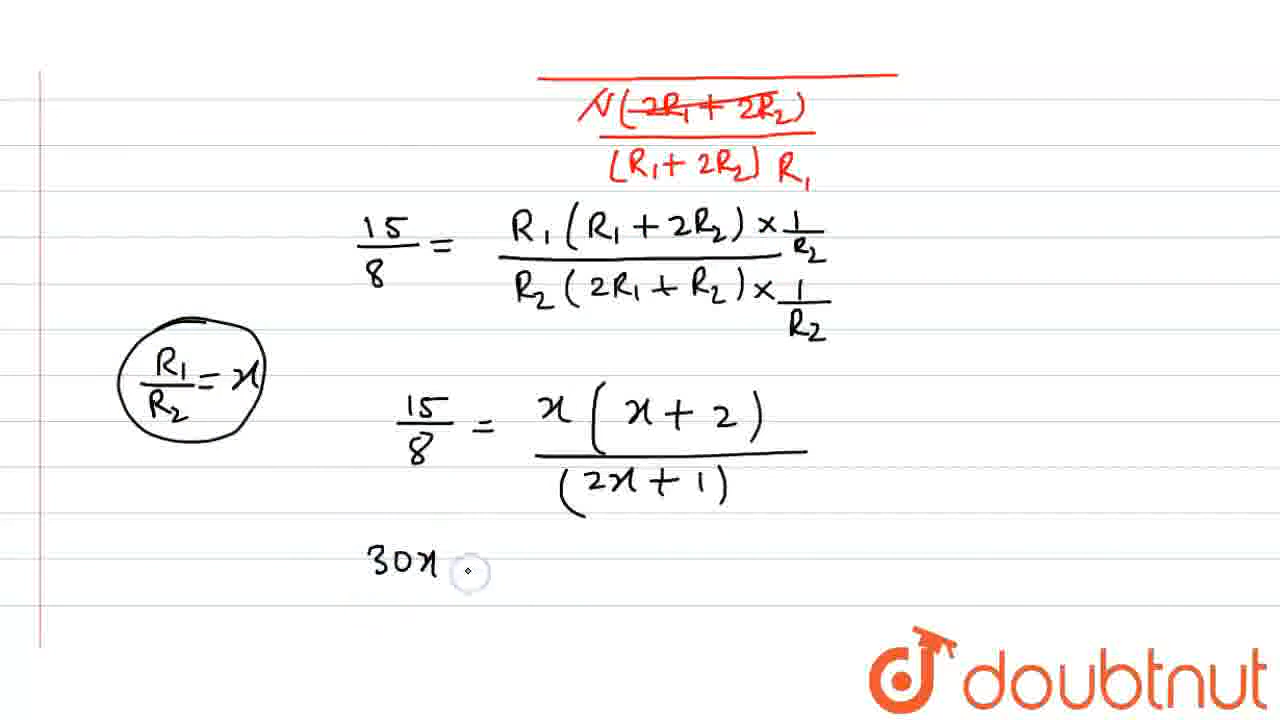 N(2R₁ + 2R₂)
(R₁ + 2R₂) R₁
15/8 = R₁(R₁ + 2R₂) × 1/R₂
R₂(2R₁ + R₂) × 1/R₂
R₁/R₂ = x
15/8 = x(x + 2)
(2x + 1)
30x
doubtnut